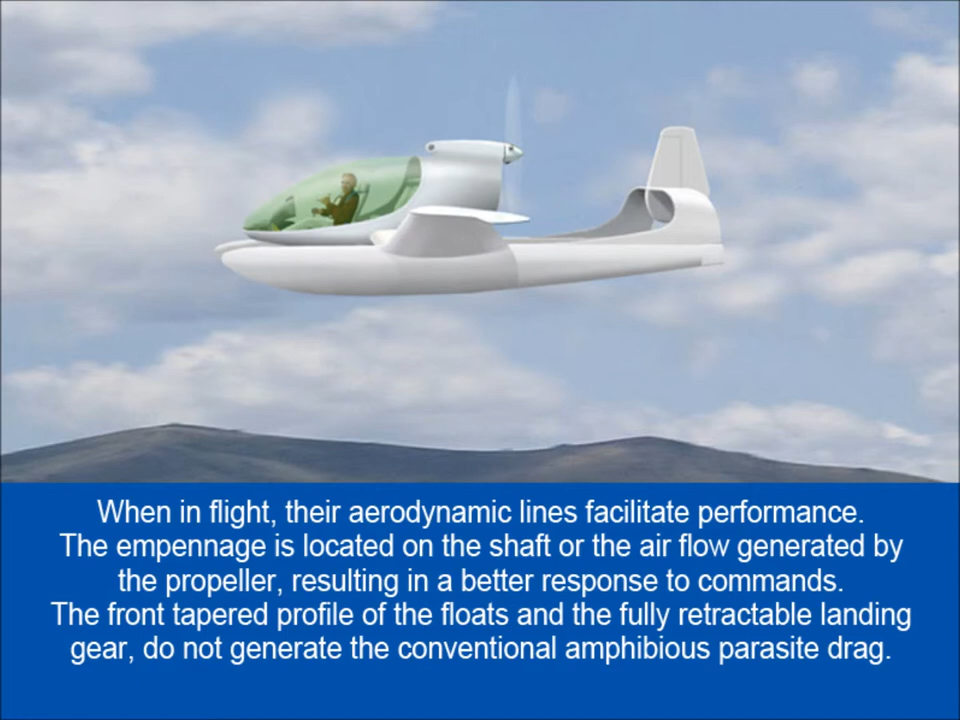 When in flight, their aerodynamic lines facilitate performance.
The empennage is located on the shaft or the air flow generated by
the propeller, resulting in a better response to commands.
The front tapered profile of the floats and the fully retractable landing
gear, do not generate the conventional amphibious parasite drag.